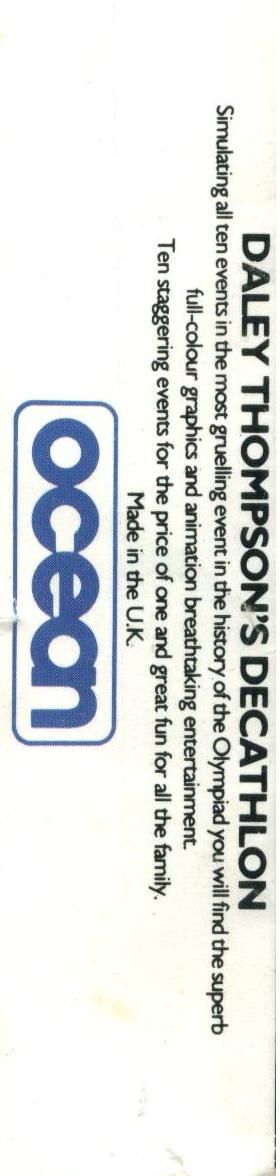 DALEY THOMPSON'S DECATHLON
Simulating all ten events in the most gruelling event in the history of the Olympiad you will find the superb
full-colour graphics and animation breathtaking entertainment.
Ten staggering events for the price of one and great fun for all the family.
Made in the U.K.
ocean